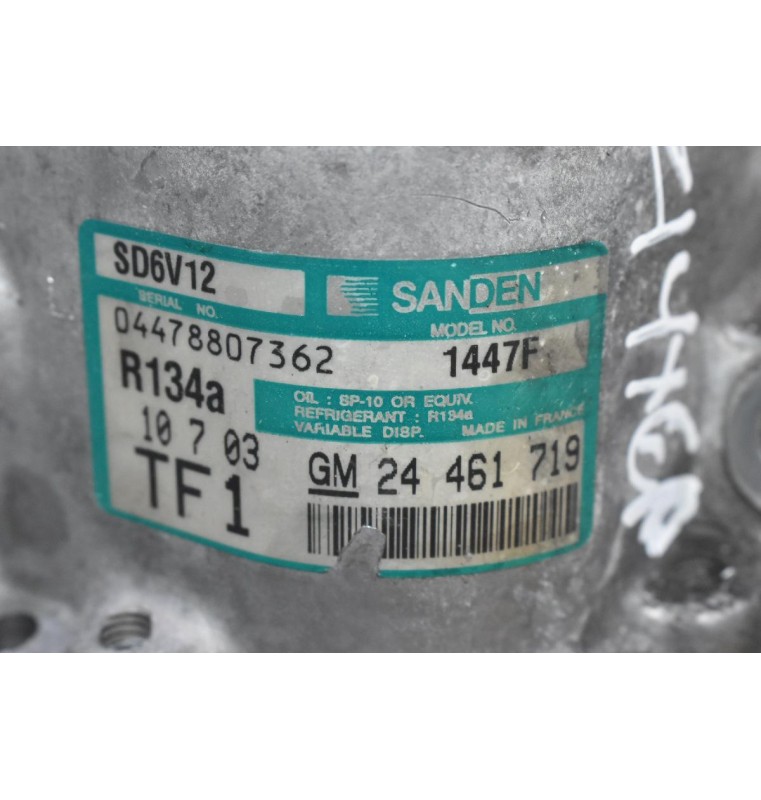 SD6V12
SANDEN
SERIAL NO.
MODEL NO.
04478807362
1447F
R134a
OIL : SP-10 OR EQUIV.
REFRIGERANT : R134a
VARIABLE DISP. MADE IN FRANCE
10 7 03
TF1
GM 24 461 719